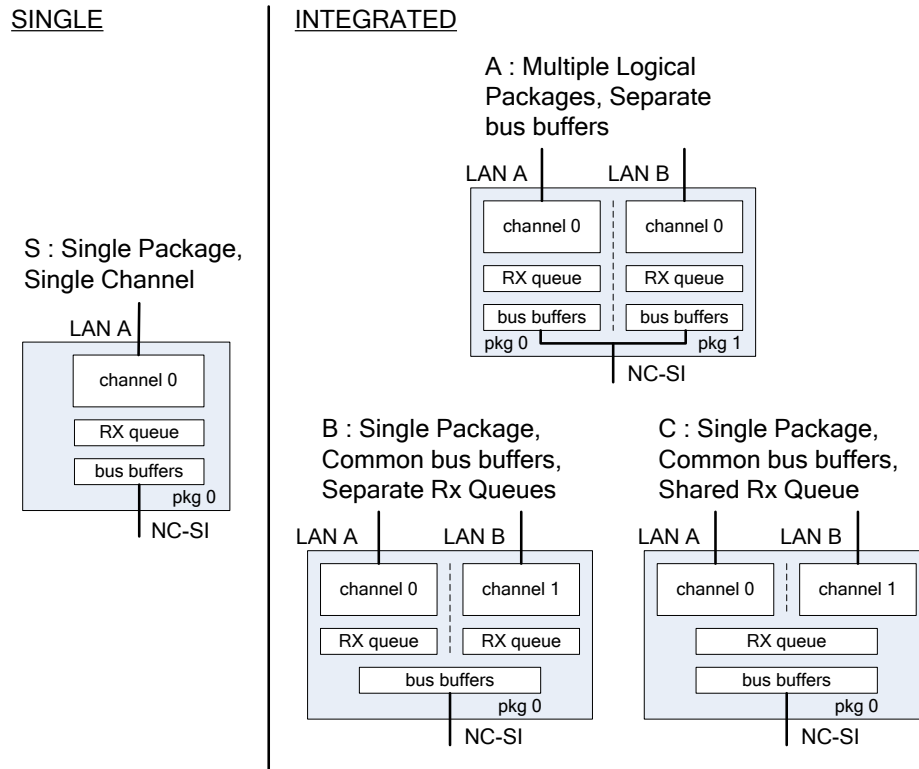 SINGLE
S : Single Package,
Single Channel
LAN A
channel 0
RX queue
bus buffers
pkg 0
NC-SI
INTEGRATED
A : Multiple Logical
Packages, Separate
bus buffers
LAN A
LAN B
channel 0
channel 0
RX queue
RX queue
bus buffers
bus buffers
pkg 0
pkg 1
NC-SI
B : Single Package,
Common bus buffers,
Separate Rx Queues
LAN A
LAN B
channel 0
channel 1
RX queue
RX queue
bus buffers
pkg 0
NC-SI
C : Single Package,
Common bus buffers,
Shared Rx Queue
LAN A
LAN B
channel 0
channel 1
RX queue
bus buffers
pkg 0
NC-SI